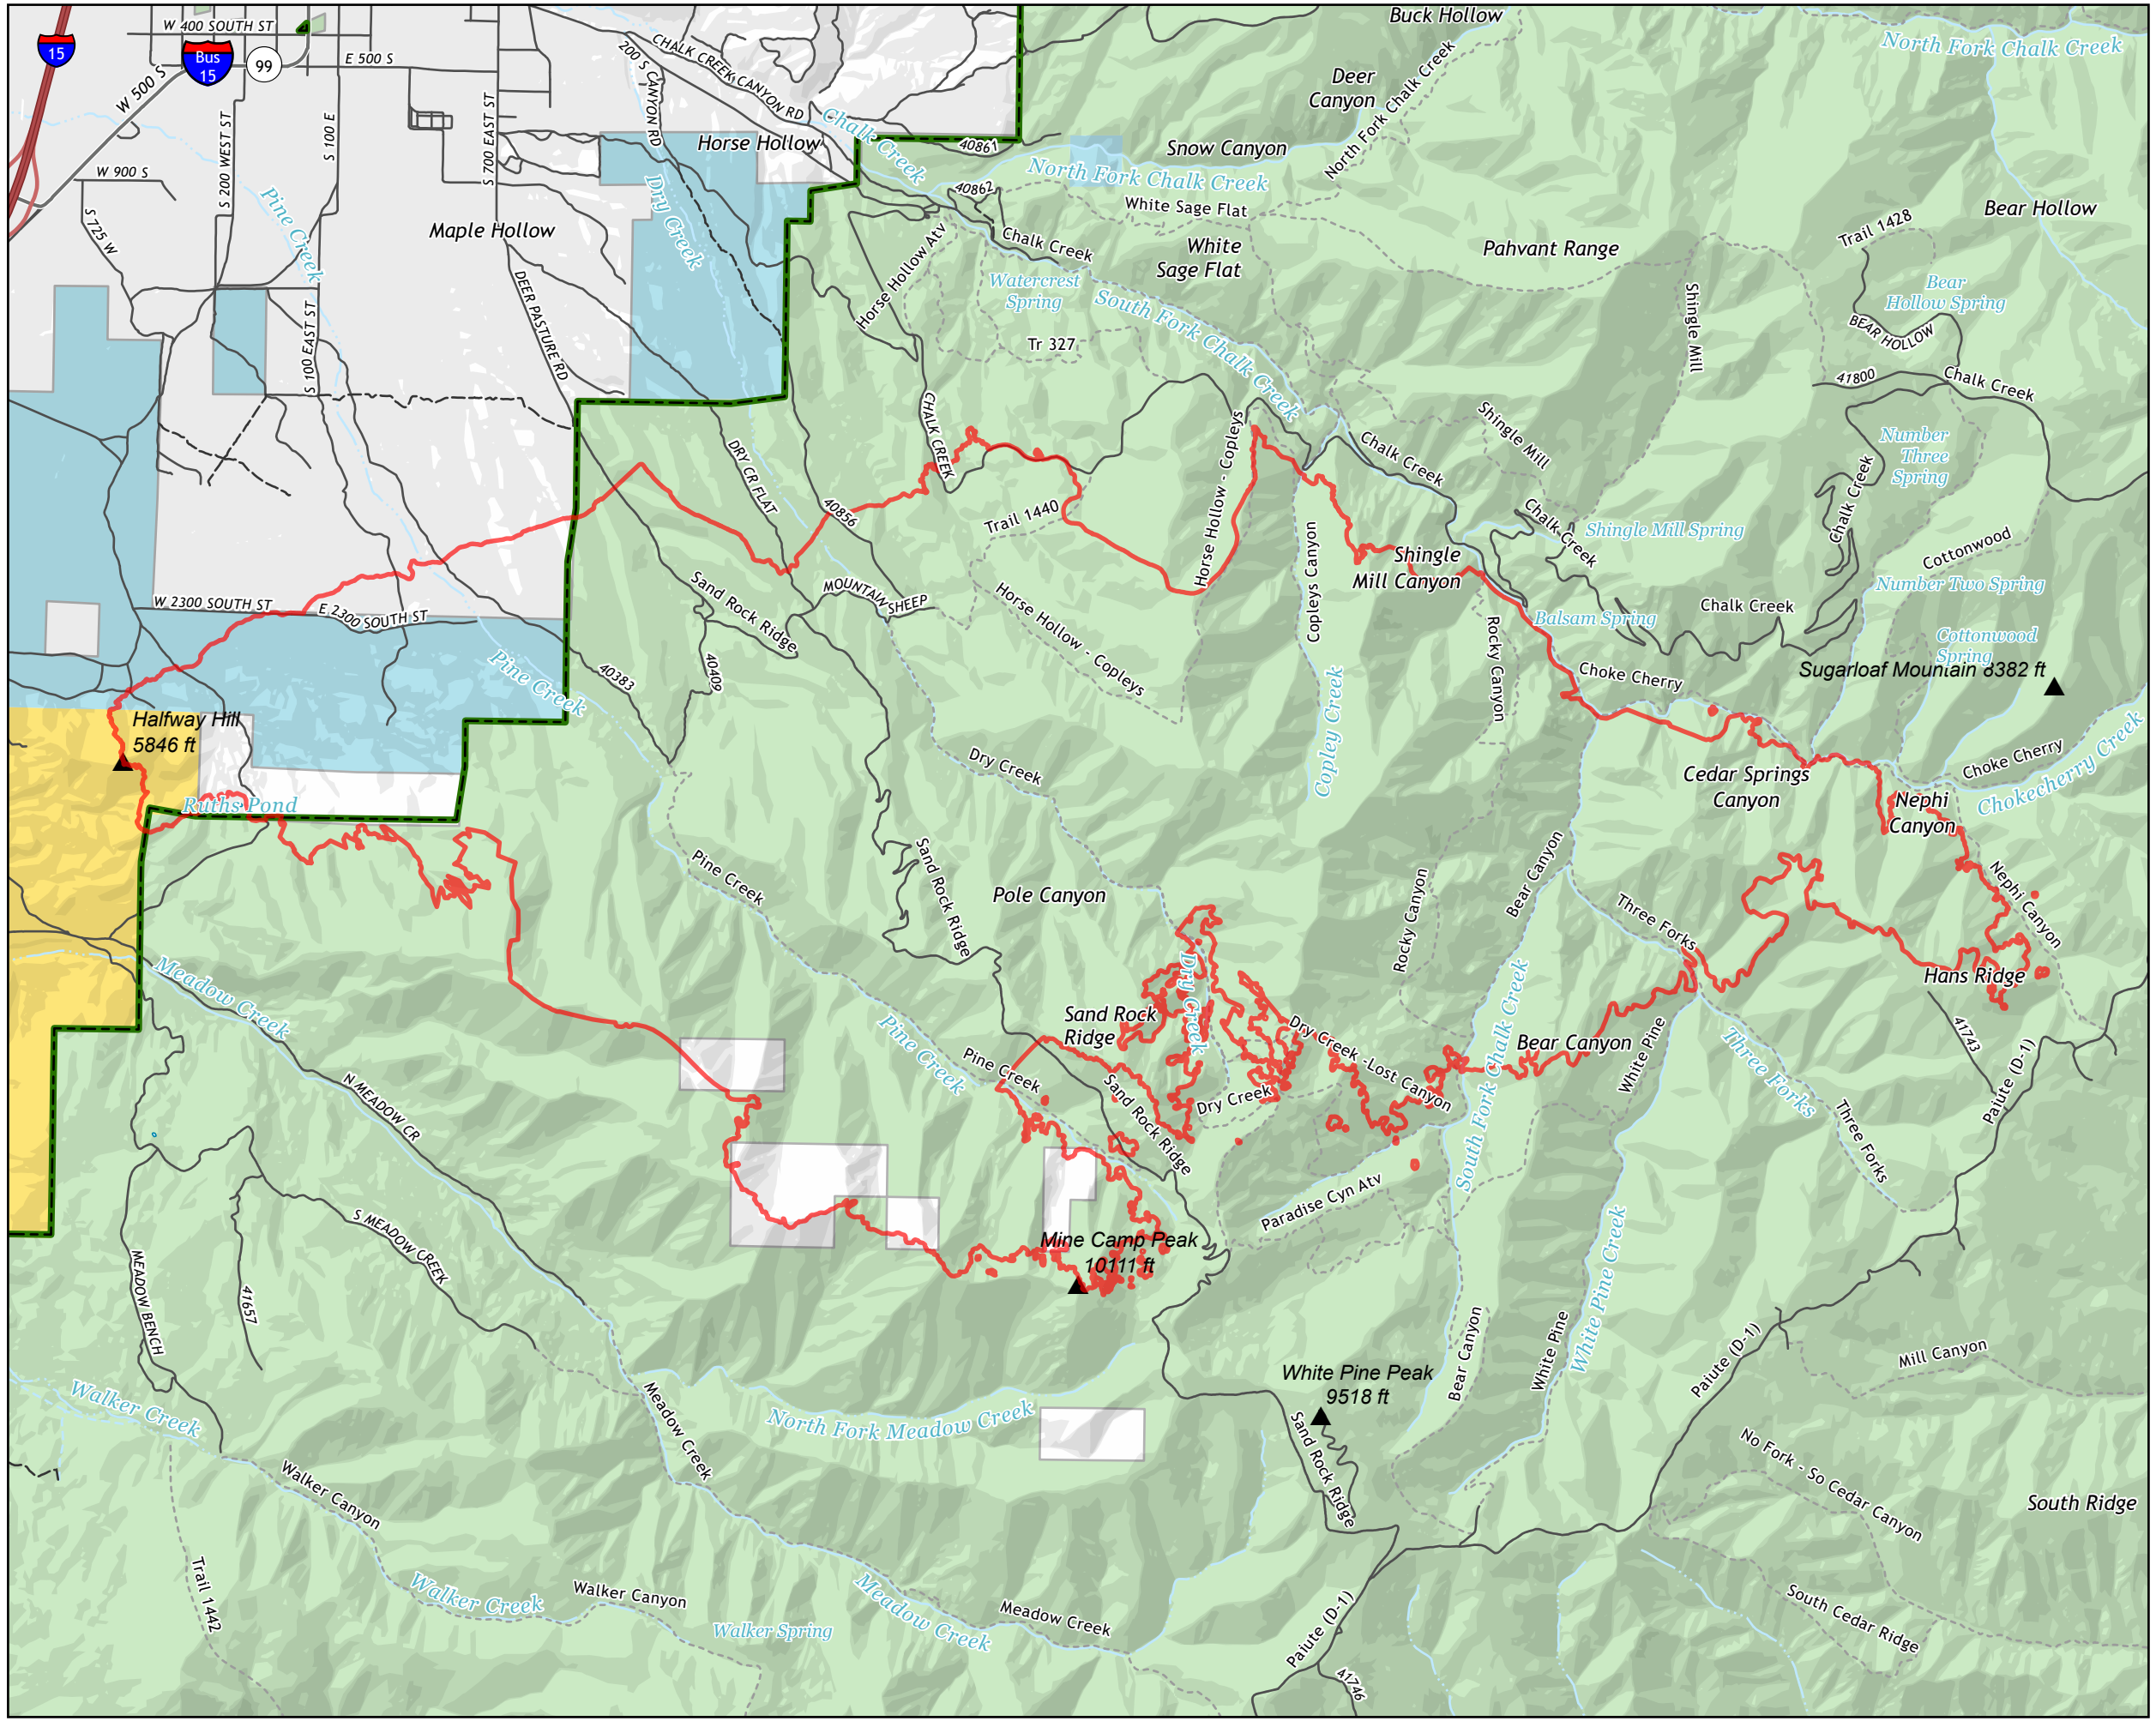 Buck Hollow
W 400 SOUTH ST
15
Bus
15
99
E 500 S
W 500 S
200 S CANYON RD
CHALK CREEK CANYON RD
North Fork Chalk Creek
Deer
Canyon
North Fork Chalk Creek
S 200 WEST ST
S 100 E
S 700 EAST ST
Horse Hollow
Chalk Creek
40861
Snow Canyon
W 900 S
North Fork Chalk Creek
40862
White Sage Flat
S 725 W
Pine Creek
Maple Hollow
Dry Creek
Horse Hollow Atv
Chalk Creek
White
Sage Flat
Pahvant Range
Trail 1428
Bear Hollow
Watercrest
Spring
South Fork Chalk Creek
Bear
Hollow Spring
DEER PASTURE RD
S 100 EAST ST
Tr 327
Shingle Mill
BEAR HOLLOW
41800
Chalk Creek
CHALK CREEK
DRY CR FLAT
Horse Hollow - Copleys
Chalk Creek
Shingle Mill
Number
Three
Spring
Chalk Creek
40856
Trail 1440
Copleys Canyon
Chalk Creek
Shingle Mill Spring
Cottonwood
Shingle
Mill Canyon
Number Two Spring
W 2300 SOUTH ST
E 2300 SOUTH ST
Sand Rock Ridge
MOUNTAIN SHEEP
Horse Hollow - Copleys
Rocky Canyon
Balsam Spring
Chalk Creek
Cottonwood
Spring
Pine Creek
40383
40409
Copley Creek
Choke Cherry
Sugarloaf Mountain 8382 ft
Halfway Hill
5846 ft
Dry Creek
Cedar Springs
Canyon
Choke Cherry
Chokecherry Creek
Ruths Pond
Nephi
Canyon
Pine Creek
Sand Rock Ridge
Pole Canyon
Rocky Canyon
Bear Canyon
Three Forks
Nephi Canyon
Meadow Creek
Dry Creek
Hans Ridge
Sand Rock
Ridge
Pine Creek
Dry Creek -Lost Canyon
South Fork Chalk Creek
Bear Canyon
White Pine
Three Forks
41743
Paiute (D-1)
N MEADOW CR
Pine Creek
Sand Rock Ridge
Dry Creek
Three Forks
S MEADOW CREEK
Paradise Cyn Atv
MEADOW BENCH
41657
Mine Camp Peak
10111 ft
White Pine Creek
Bear Canyon
White Pine
Paiute (D-1)
Mill Canyon
Walker Creek
Meadow Creek
North Fork Meadow Creek
White Pine Peak
9518 ft
Sand Rock Ridge
No Fork - So Cedar Canyon
South Ridge
Walker Canyon
Trail 1442
Walker Creek
Walker Canyon
Walker Spring
Meadow Creek
Meadow Creek
South Cedar Ridge
Paiute (D-1)
41746